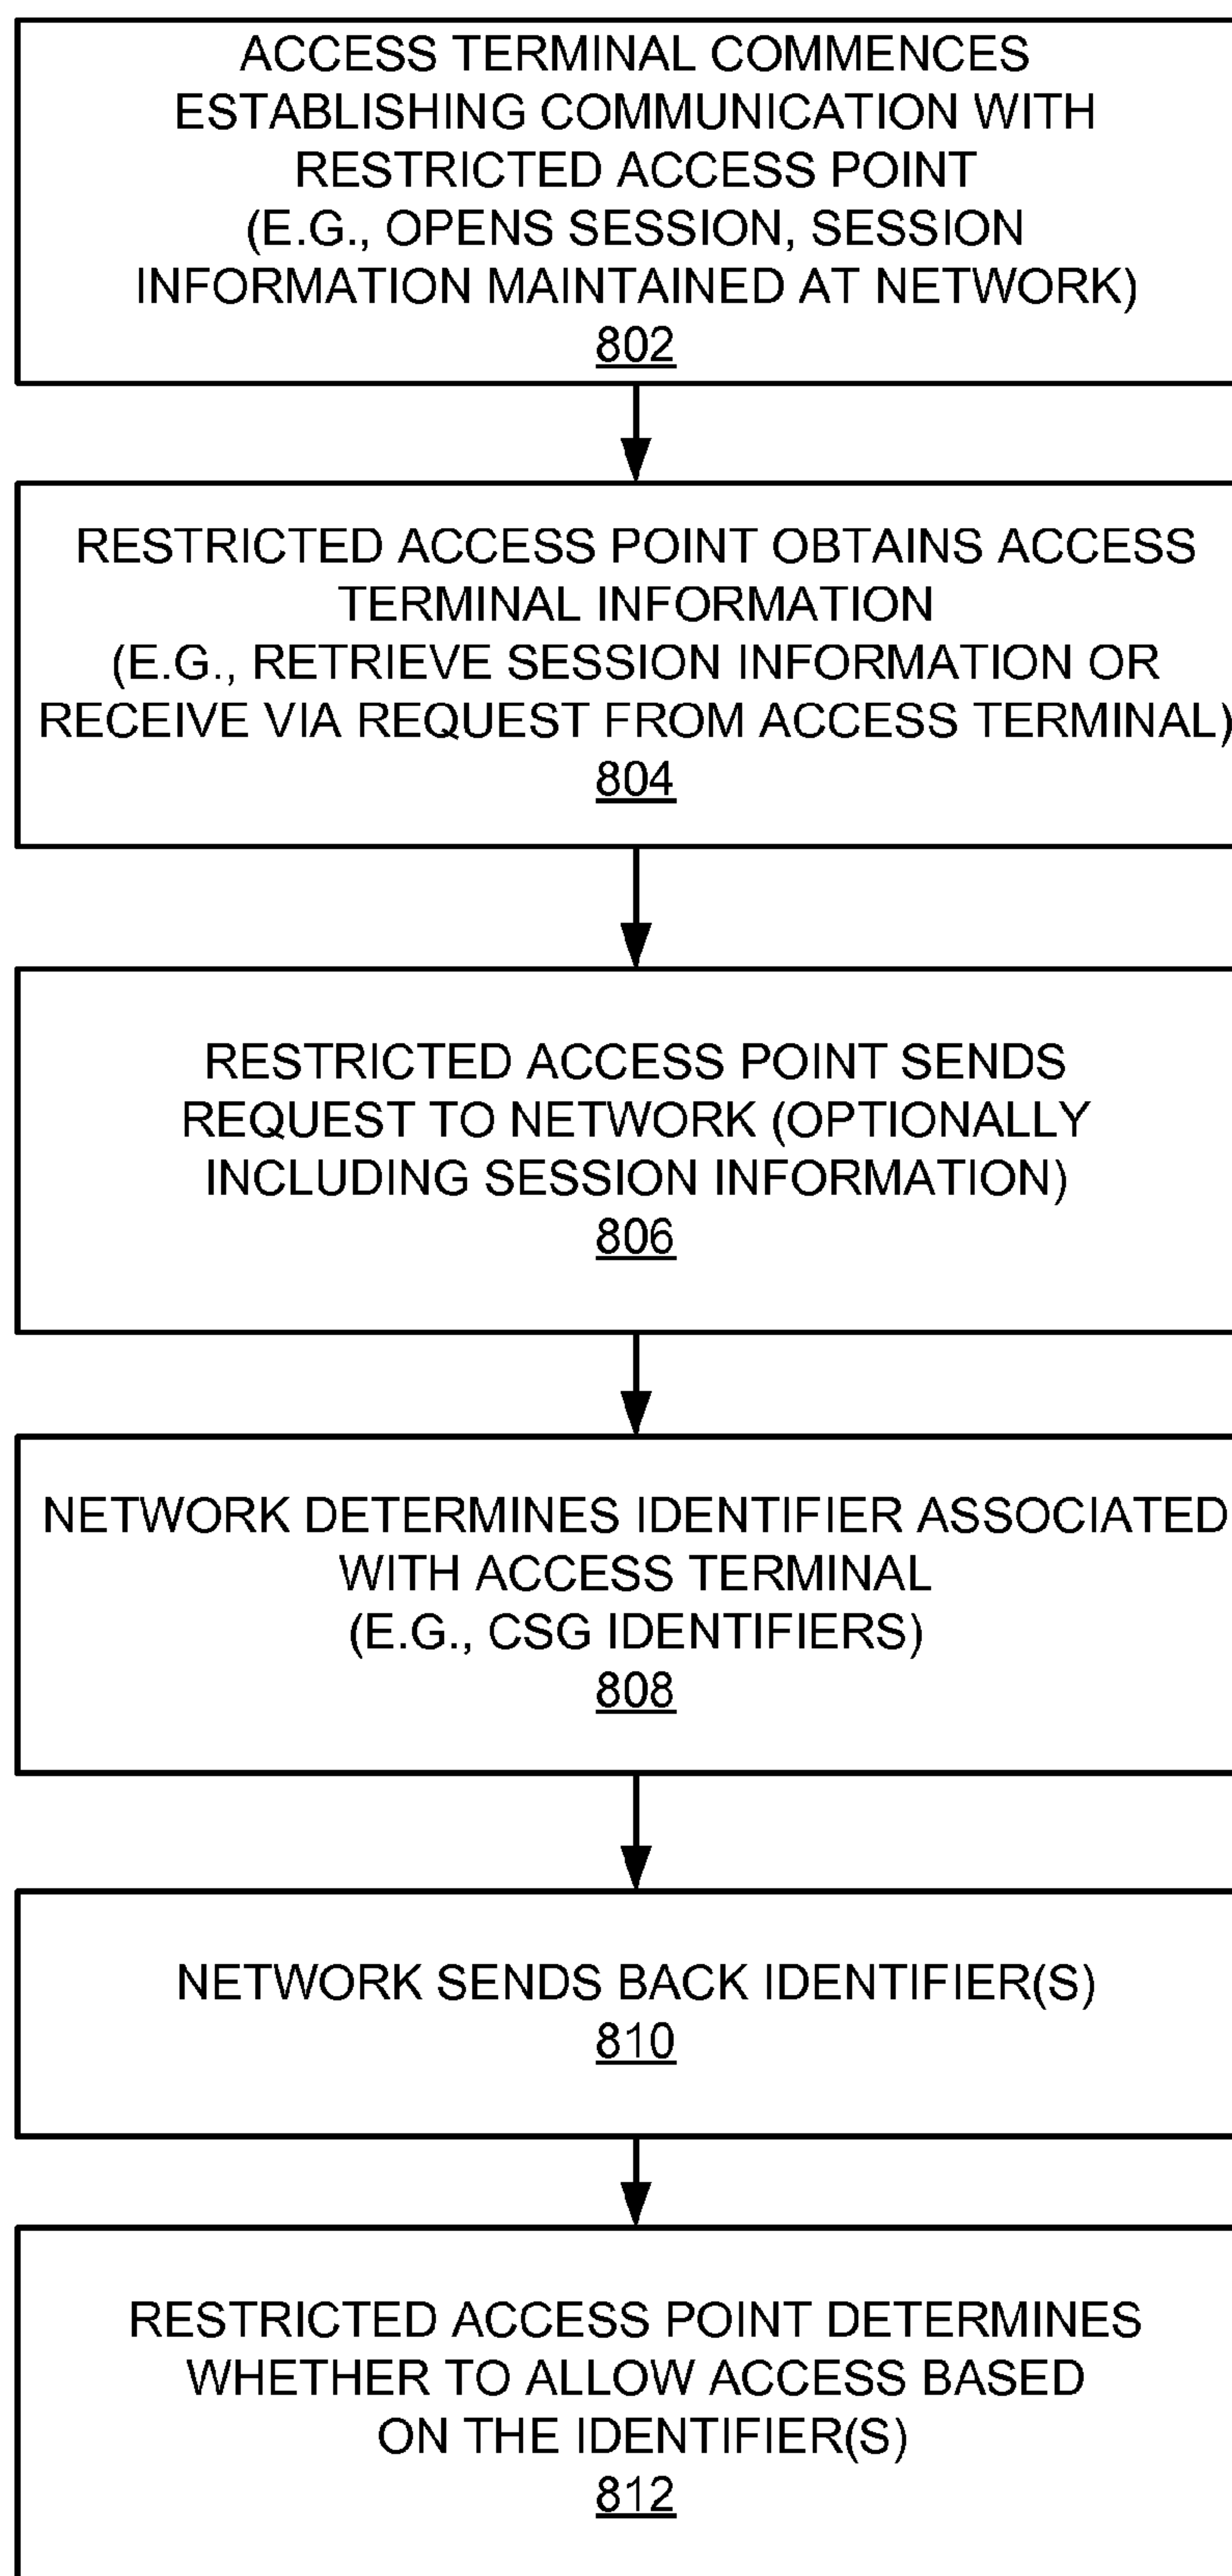 ACCESS TERMINAL COMMENCES
ESTABLISHING COMMUNICATION WITH
RESTRICTED ACCESS POINT
(E.G., OPENS SESSION, SESSION
INFORMATION MAINTAINED AT NETWORK)
802
RESTRICTED ACCESS POINT OBTAINS ACCESS
TERMINAL INFORMATION
(E.G., RETRIEVE SESSION INFORMATION OR
RECEIVE VIA REQUEST FROM ACCESS TERMINAL)
804
RESTRICTED ACCESS POINT SENDS
REQUEST TO NETWORK (OPTIONALLY
INCLUDING SESSION INFORMATION)
806
NETWORK DETERMINES IDENTIFIER ASSOCIATED
WITH ACCESS TERMINAL
(E.G., CSG IDENTIFIERS)
808
NETWORK SENDS BACK IDENTIFIER(S)
810
RESTRICTED ACCESS POINT DETERMINES
WHETHER TO ALLOW ACCESS BASED
ON THE IDENTIFIER(S)
812